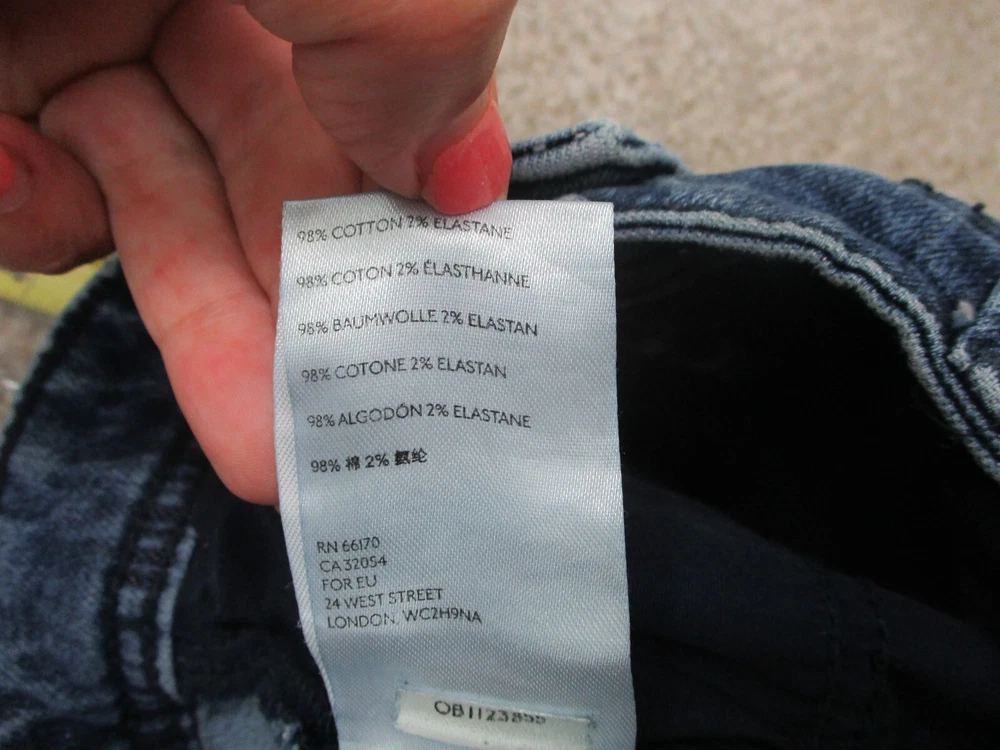 98% COTTON 2% ELASTANE
98% COTON 2% ÉLASTHANNE
98% BAUMWOLLE 2% ELASTAN
98% COTONE 2% ELASTAN
98% ALGODÓN 2% ELASTANE
98% 棉 2% 氨纶
RN 66170
CA 32054
FOR EU
24 WEST STREET
LONDON, WC2H9NA
OB1123855